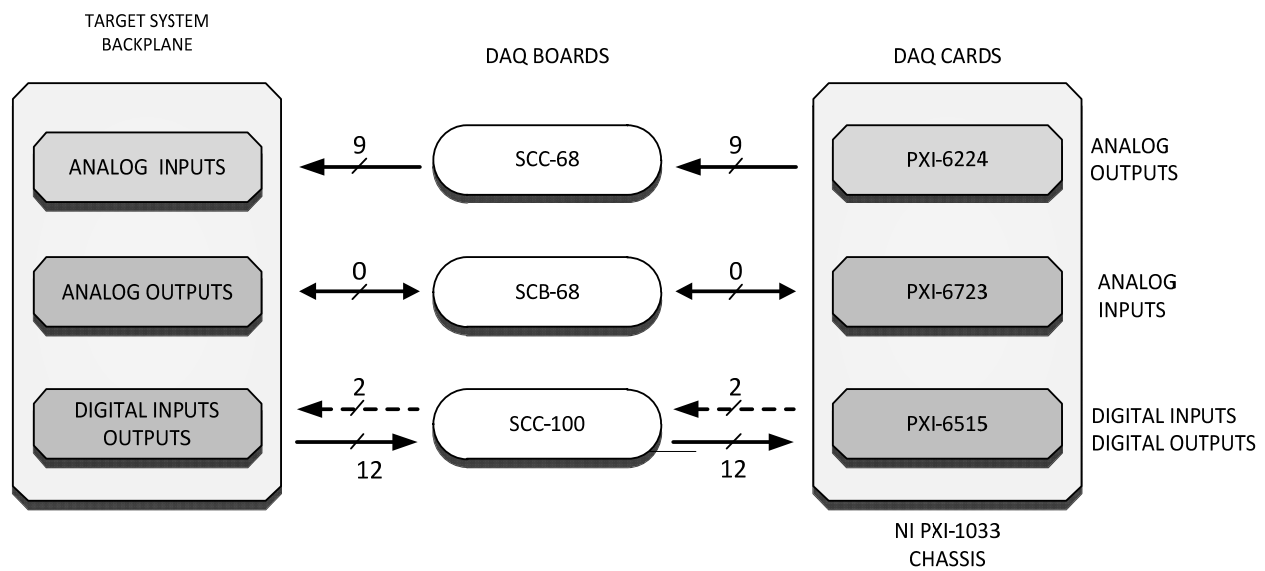 TARGET SYSTEM
BACKPLANE
DAQ BOARDS
DAQ CARDS
ANALOG INPUTS
9
SCC-68
9
PXI-6224
ANALOG
OUTPUTS
ANALOG OUTPUTS
0
SCB-68
0
PXI-6723
ANALOG
INPUTS
DIGITAL INPUTS
OUTPUTS
2
12
SCC-100
2
12
PXI-6515
DIGITAL INPUTS
DIGITAL OUTPUTS
NI PXI-1033
CHASSIS